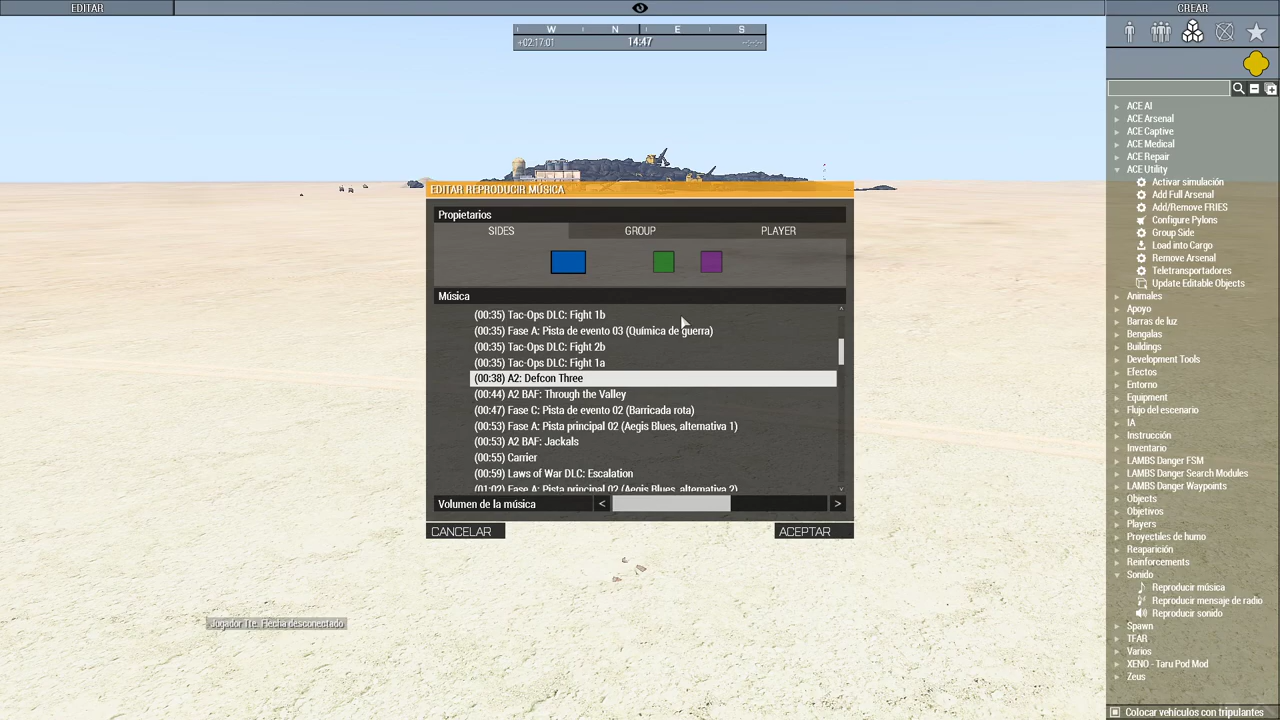 EDITAR
CREAR
W N E S
+02:17:01 14:47 --:--:--
ACE AI
ACE Arsenal
ACE Captive
ACE Medical
ACE Repair
ACE Utility
Activar simulación
Add Full Arsenal
Add/Remove FRIES
Configure Pylons
Group Side
Load into Cargo
Remove Arsenal
Teletransportadores
Update Editable Objects
Animales
Apoyo
Barras de luz
Bengalas
Buildings
Development Tools
Efectos
Entorno
Equipment
Flujo del escenario
IA
Instrucción
Inventario
LAMBS Danger FSM
LAMBS Danger Search Modules
LAMBS Danger Waypoints
Objects
Objetivos
Players
Proyectiles de humo
Reaparición
Reinforcements
Sonido
Reproducir música
Reproducir mensaje de radio
Reproducir sonido
Spawn
TFAR
Varios
XENO - Taru Pod Mod
Zeus
Colocar vehículos con tripulantes
EDITAR REPRODUCIR MÚSICA
Propietarios
SIDES GROUP PLAYER
Música
(00:35) Tac-Ops DLC: Fight 1b
(00:35) Fase A: Pista de evento 03 (Química de guerra)
(00:35) Tac-Ops DLC: Fight 2b
(00:35) Tac-Ops DLC: Fight 1a
(00:38) A2: Defcon Three
(00:44) A2 BAF: Through the Valley
(00:47) Fase C: Pista de evento 02 (Barricada rota)
(00:53) Fase A: Pista principal 02 (Aegis Blues, alternativa 1)
(00:53) A2 BAF: Jackals
(00:55) Carrier
(00:59) Laws of War DLC: Escalation
(01:02) Fase A: Pista principal 02 (Aegis Blues, alternativa 2)
Volumen de la música < >
CANCELAR ACEPTAR
Jugador Tte. Flecha desconectado